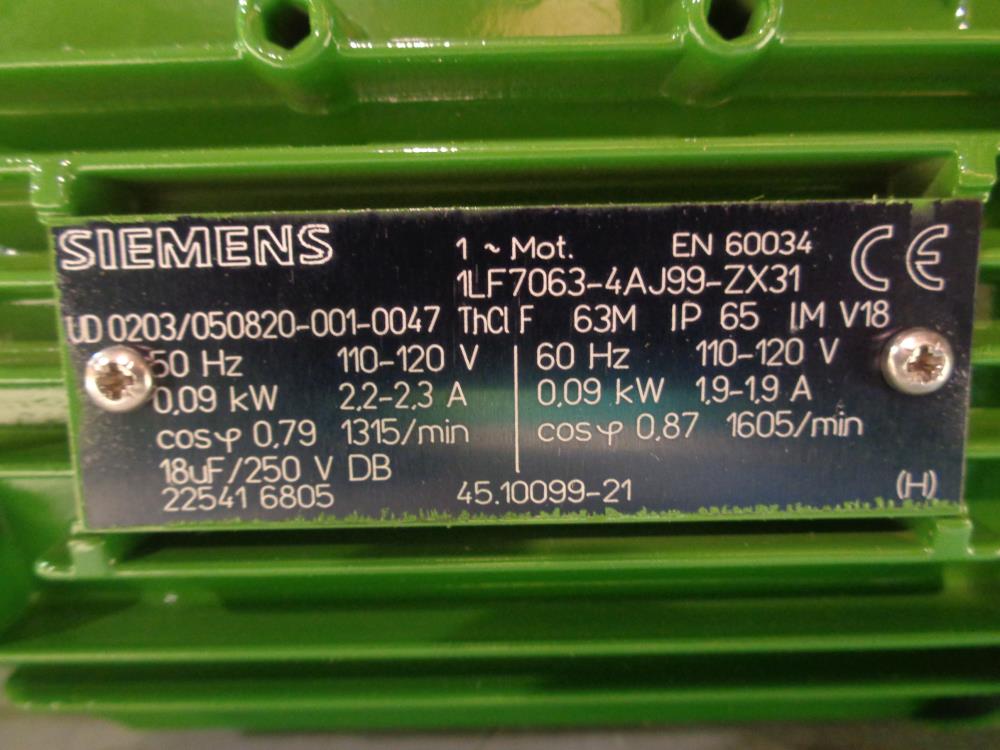 SIEMENS
1 ~ Mot. EN 60034 CE
1LF7063-4AJ99-ZX31
UD 0203/050820-001-0047 ThCl F 63M IP 65 IM V18
50 Hz 110-120 V 60 Hz 110-120 V
0,09 kW 2,2-2,3 A 0,09 kW 1,9-1,9 A
cosφ 0,79 1315/min cosφ 0,87 1605/min
18uF/250 V DB
22541 6805 45.10099-21 (H)